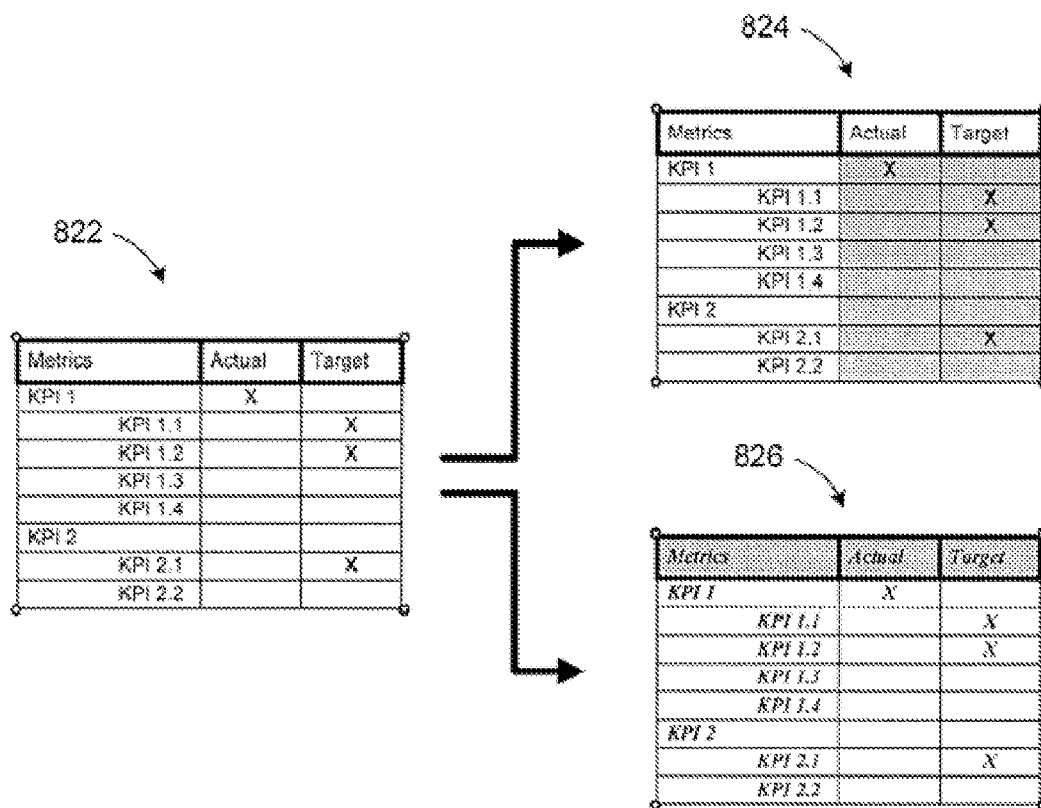 824
Metrics Actual Target
KPI 1 X
KPI 1.1 X
KPI 1.2 X
KPI 1.3
KPI 1.4
KPI 2
KPI 2.1 X
KPI 2.2
822
Metrics Actual Target
KPI 1 X
KPI 1.1 X
KPI 1.2 X
KPI 1.3
KPI 1.4
KPI 2
KPI 2.1 X
KPI 2.2
826
Metrics Actual Target
KPI 1 X
KPI 1.1 X
KPI 1.2 X
KPI 1.3
KPI 1.4
KPI 2
KPI 2.1 X
KPI 2.2